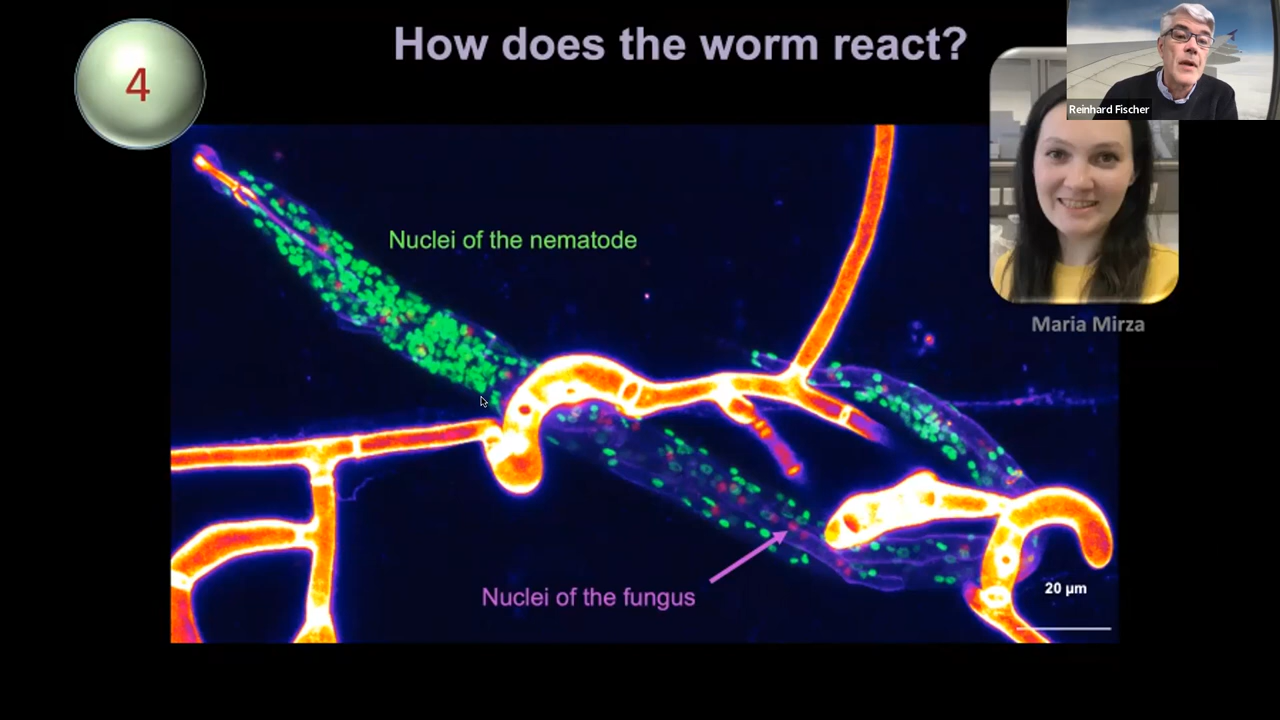 4
How does the worm react?
Reinhard Fischer
Nuclei of the nematode
Maria Mirza
Nuclei of the fungus
20 µm